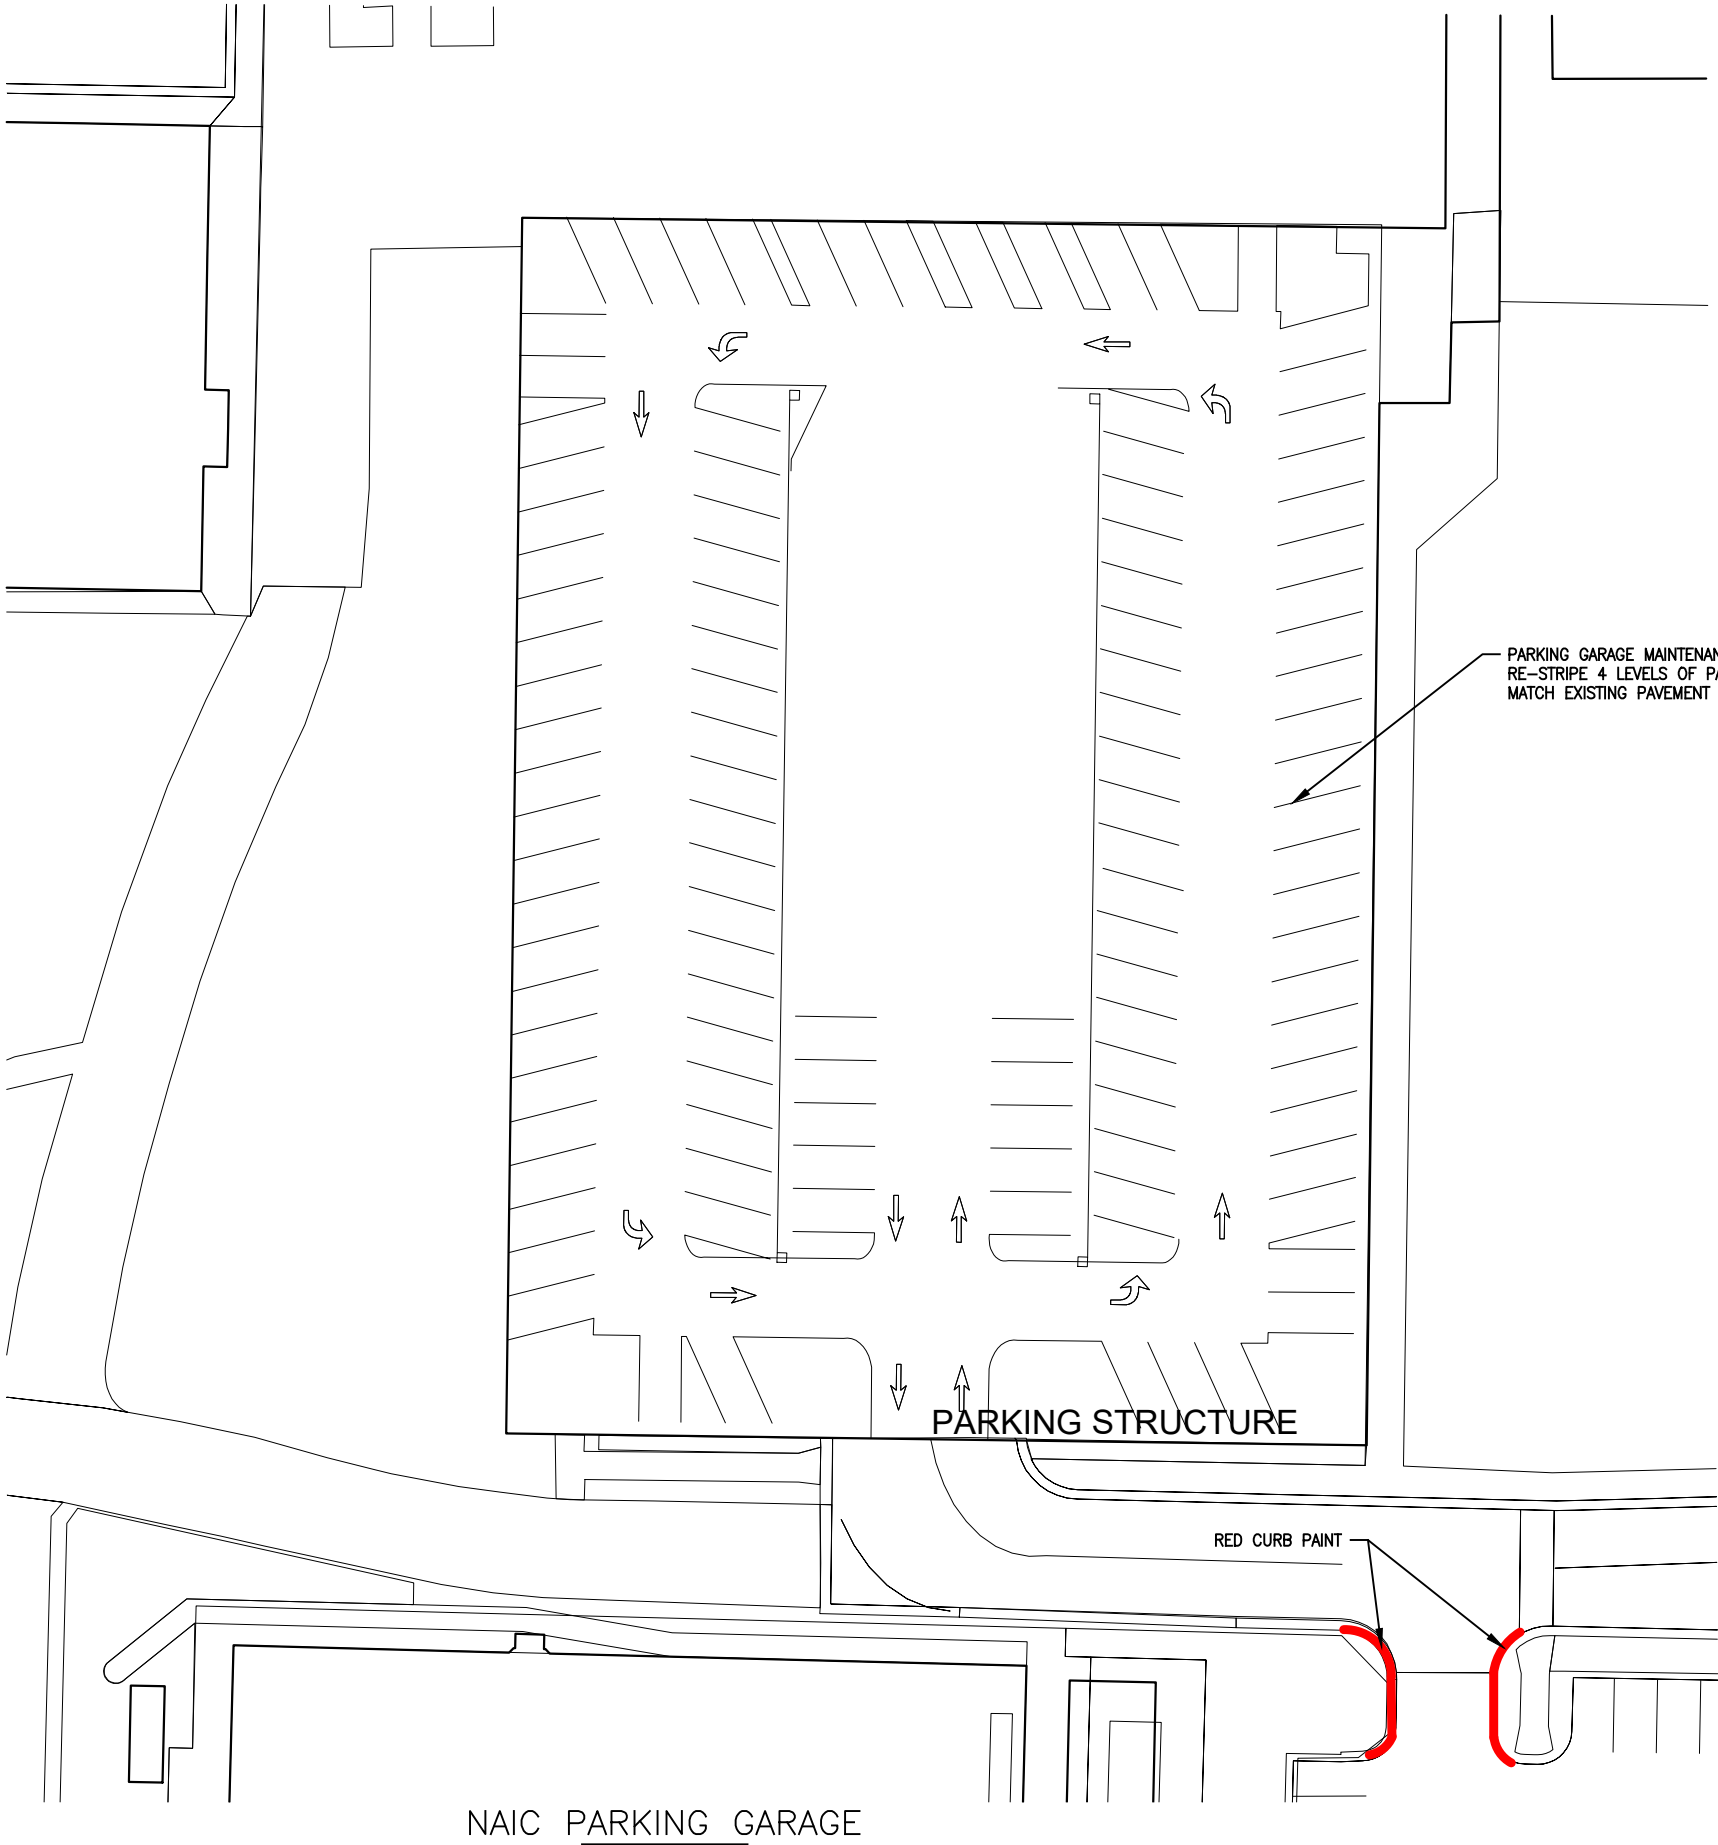 PARKING GARAGE MAINTENAN
RE-STRIPE 4 LEVELS OF PA
MATCH EXISTING PAVEMENT
PARKING STRUCTURE
RED CURB PAINT
NAIC PARKING GARAGE